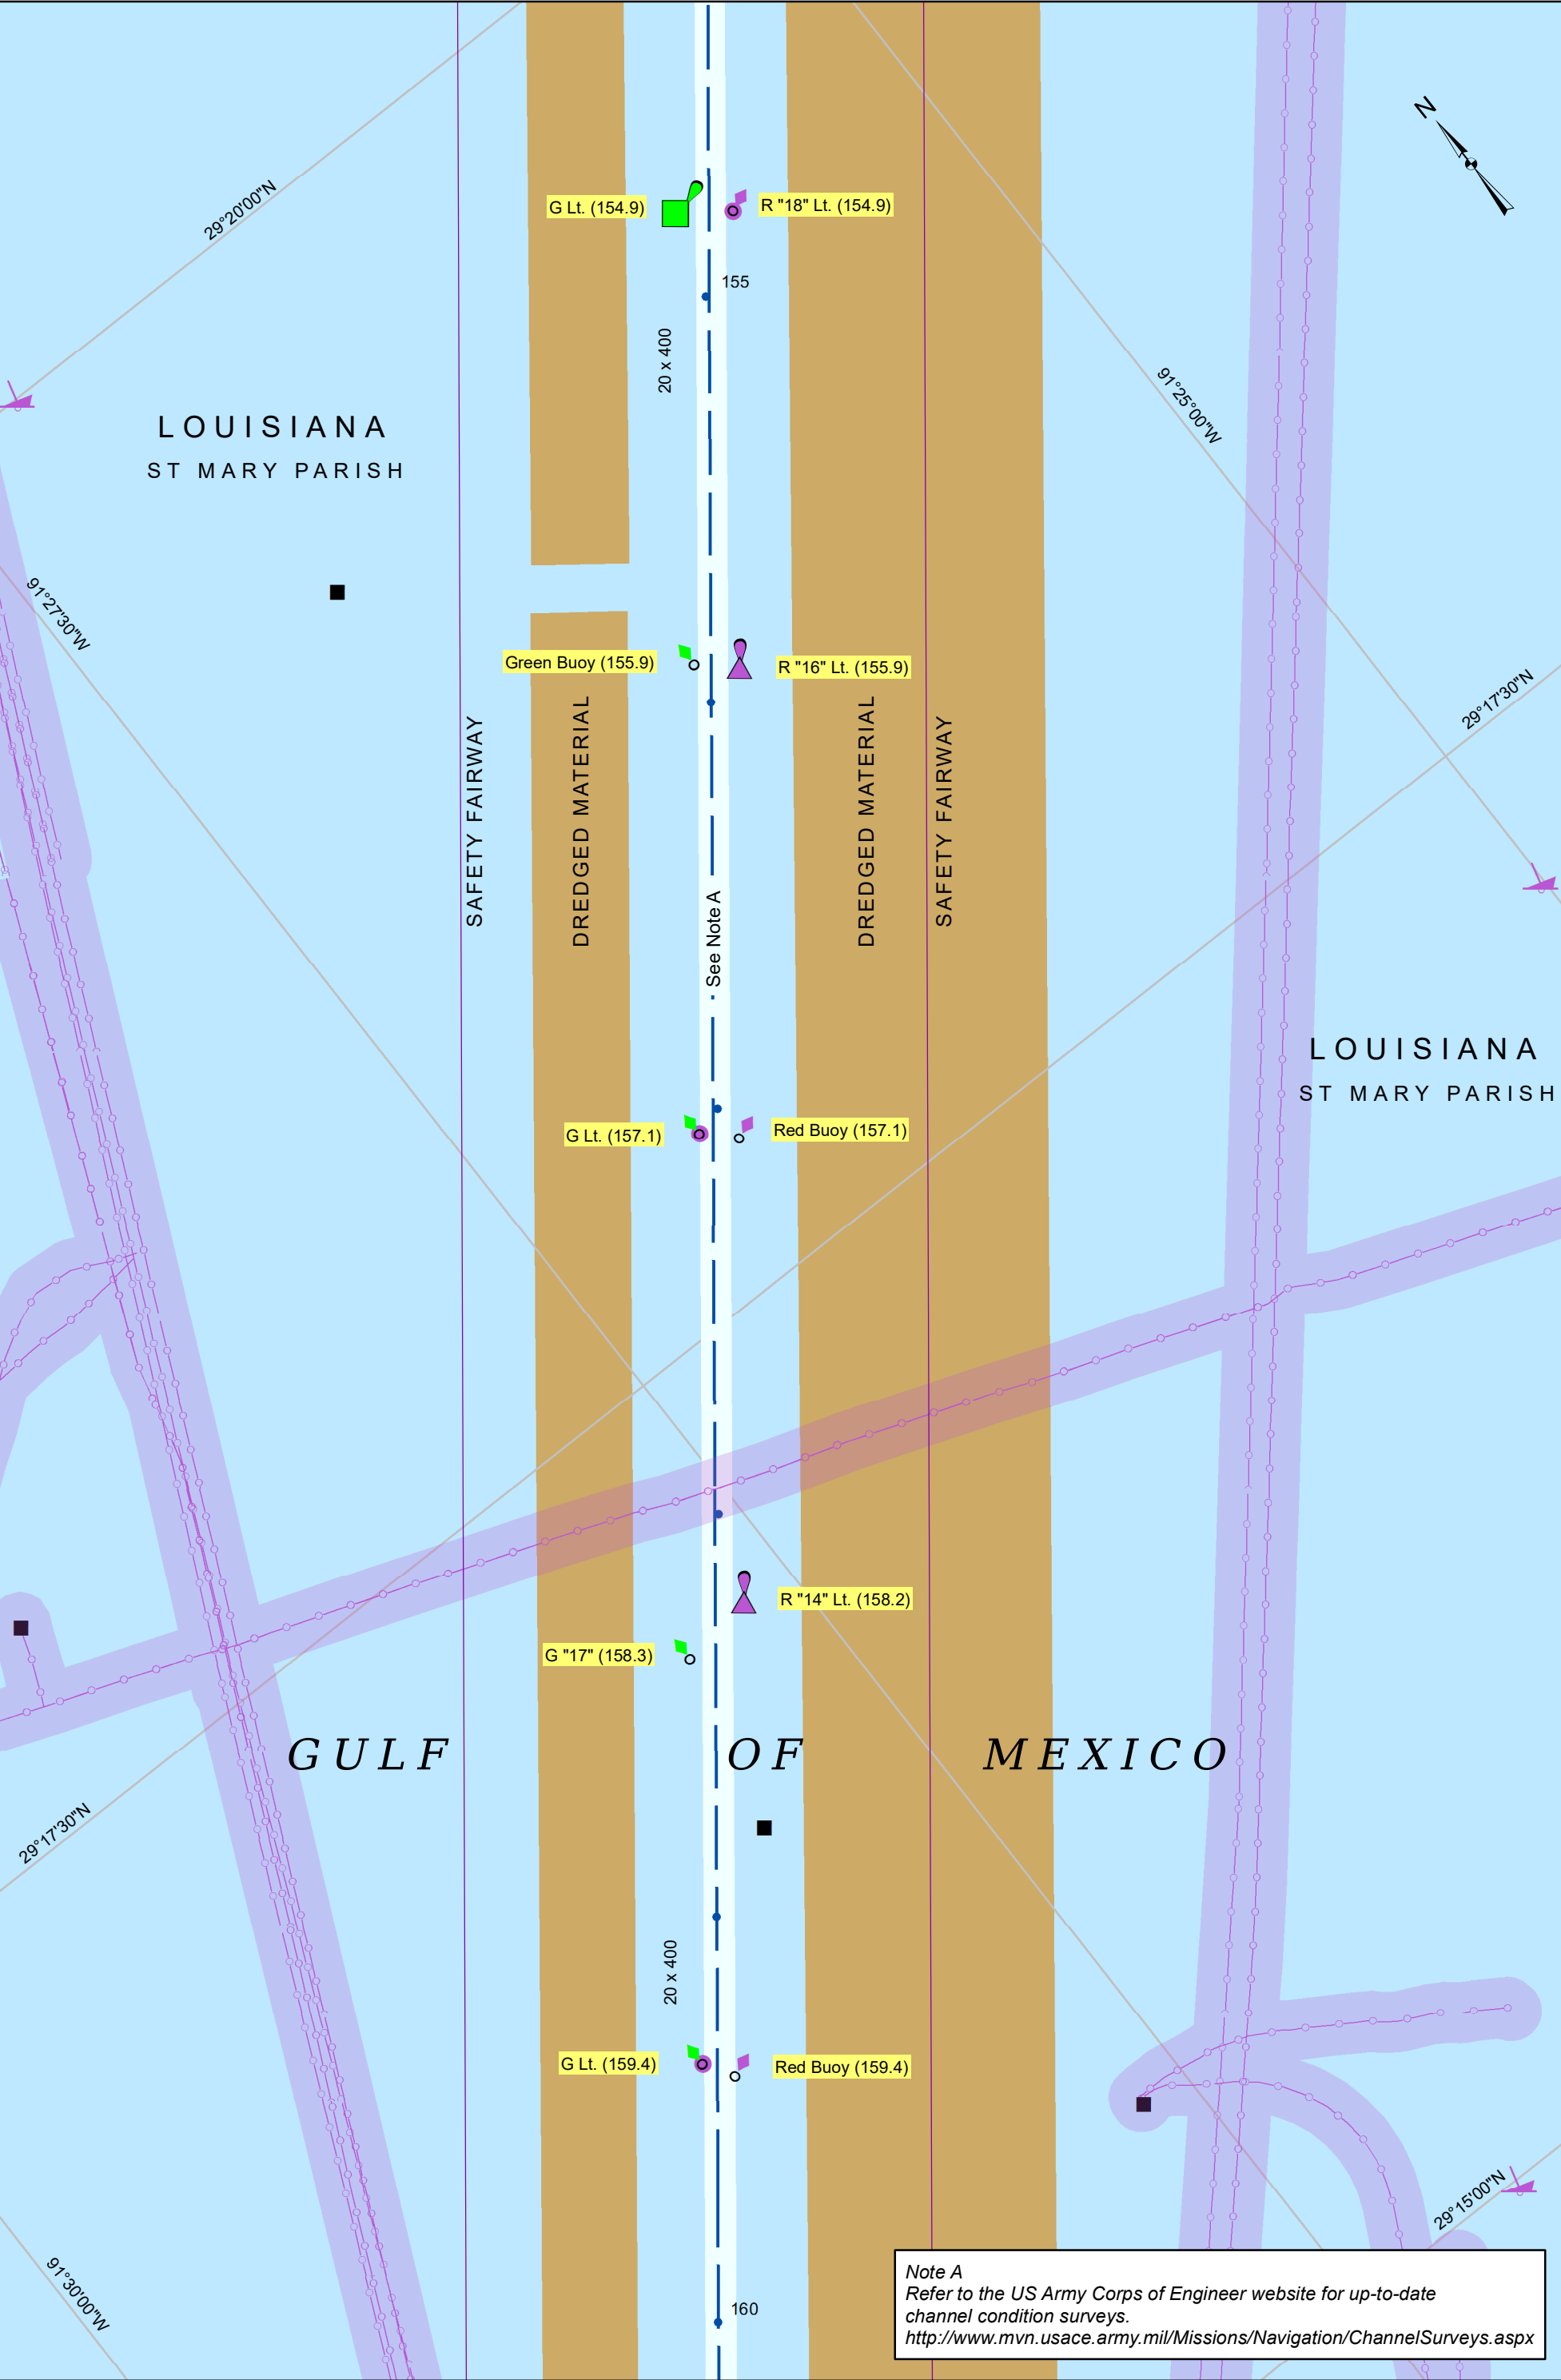 N
29°20'00"N
G Lt. (154.9)
R "18" Lt. (154.9)
155
20 x 400
91°25'00"W
LOUISIANA
ST MARY PARISH
91°27'30"W
Green Buoy (155.9)
R "16" Lt. (155.9)
29°17'30"N
SAFETY FAIRWAY
DREDGED MATERIAL
See Note A
DREDGED MATERIAL
SAFETY FAIRWAY
LOUISIANA
ST MARY PARISH
G Lt. (157.1)
Red Buoy (157.1)
R "14" Lt. (158.2)
G "17" (158.3)
GULF OF MEXICO
29°17'30"N
20 x 400
G Lt. (159.4)
Red Buoy (159.4)
29°15'00"N
91°30'00"W
160
Note A
Refer to the US Army Corps of Engineer website for up-to-date
channel condition surveys.
http://www.mvn.usace.army.mil/Missions/Navigation/ChannelSurveys.aspx